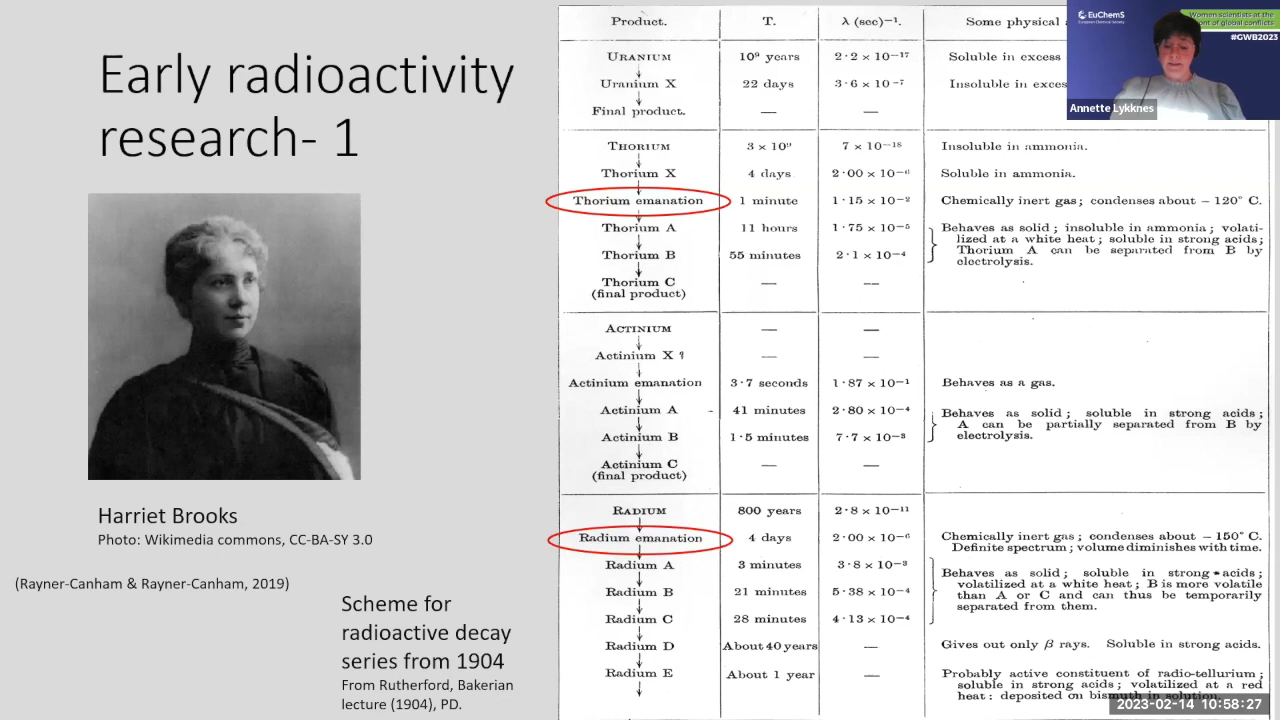 Early radioactivity
research- 1
Harriet Brooks
Photo: Wikimedia commons, CC-BA-SY 3.0
(Rayner-Canham & Rayner-Canham, 2019)
Scheme for
radioactive decay
series from 1904
From Rutherford, Bakerian
lecture (1904), PD.
Product. T. λ (sec)⁻¹. Some physical
URANIUM 10⁹ years 2·2 × 10⁻¹⁷ Soluble in excess
Uranium X 22 days 3·6 × 10⁻⁷ Insoluble in
Final product. — —
THORIUM 3 × 10⁹ 7 × 10⁻¹⁸ Insoluble in ammonia.
Thorium X 4 days 2·00 × 10⁻⁶ Soluble in ammonia.
Thorium emanation 1 minute 1·15 × 10⁻² Chemically inert gas; condenses about − 120° C.
Thorium A 11 hours 1·75 × 10⁻⁵ Behaves as solid; insoluble in ammonia; volati-
lized at a white heat; soluble in strong acids;
Thorium B 55 minutes 2·1 × 10⁻⁴ Thorium A can be separated from B by
electrolysis.
Thorium C — —
(final product)
ACTINIUM — —
Actinium X ? — —
Actinium emanation 3·7 seconds 1·87 × 10⁻¹ Behaves as a gas.
Actinium A 41 minutes 2·80 × 10⁻⁴ Behaves as solid; soluble in strong acids;
A can be partially separated from B by
Actinium B 1·5 minutes 7·7 × 10⁻³ electrolysis.
Actinium C — —
(final product)
RADIUM 800 years 2·8 × 10⁻¹¹
Radium emanation 4 days 2·00 × 10⁻⁶ Chemically inert gas; condenses about − 150° C.
Definite spectrum; volume diminishes with time.
Radium A 3 minutes 3·8 × 10⁻³ Behaves as solid; soluble in strong acids;
volatilized at a white heat; B is more volatile
Radium B 21 minutes 5·38 × 10⁻⁴ than A or C and can thus be temporarily
separated from them.
Radium C 28 minutes 4·13 × 10⁻⁴
Radium D About 40 years — Gives out only β rays. Soluble in strong acids.
Radium E About 1 year — Probably active constituent of radio-tellurium;
soluble in strong acids; volatilized at a red
heat: deposited on bismuth in solution.
EuChemS
European Chemical Society
Women scientists at the
front of global conflicts
#GWB2023
Annette Lykknes
2023-02-14 10:58:27